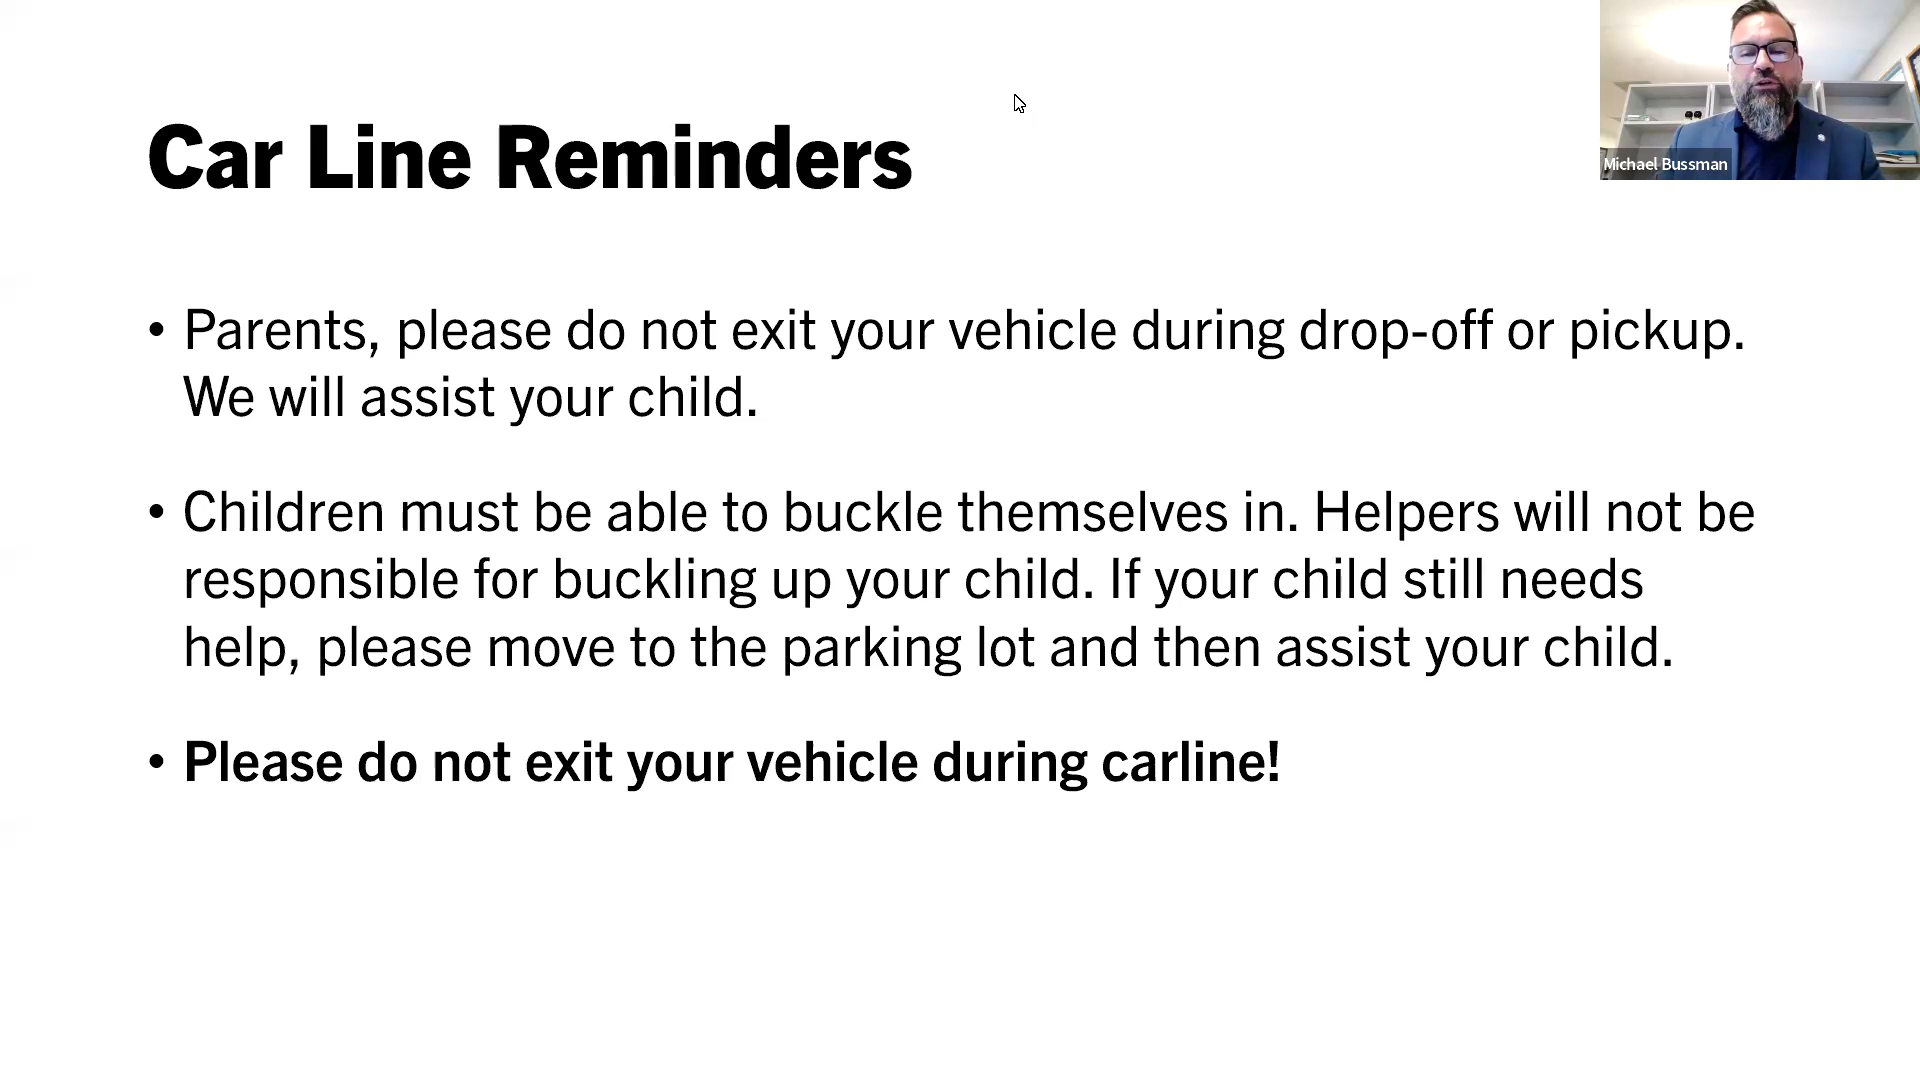 Michael Bussman
Car Line Reminders
• Parents, please do not exit your vehicle during drop-off or pickup.
We will assist your child.
• Children must be able to buckle themselves in. Helpers will not be
responsible for buckling up your child. If your child still needs
help, please move to the parking lot and then assist your child.
• Please do not exit your vehicle during carline!